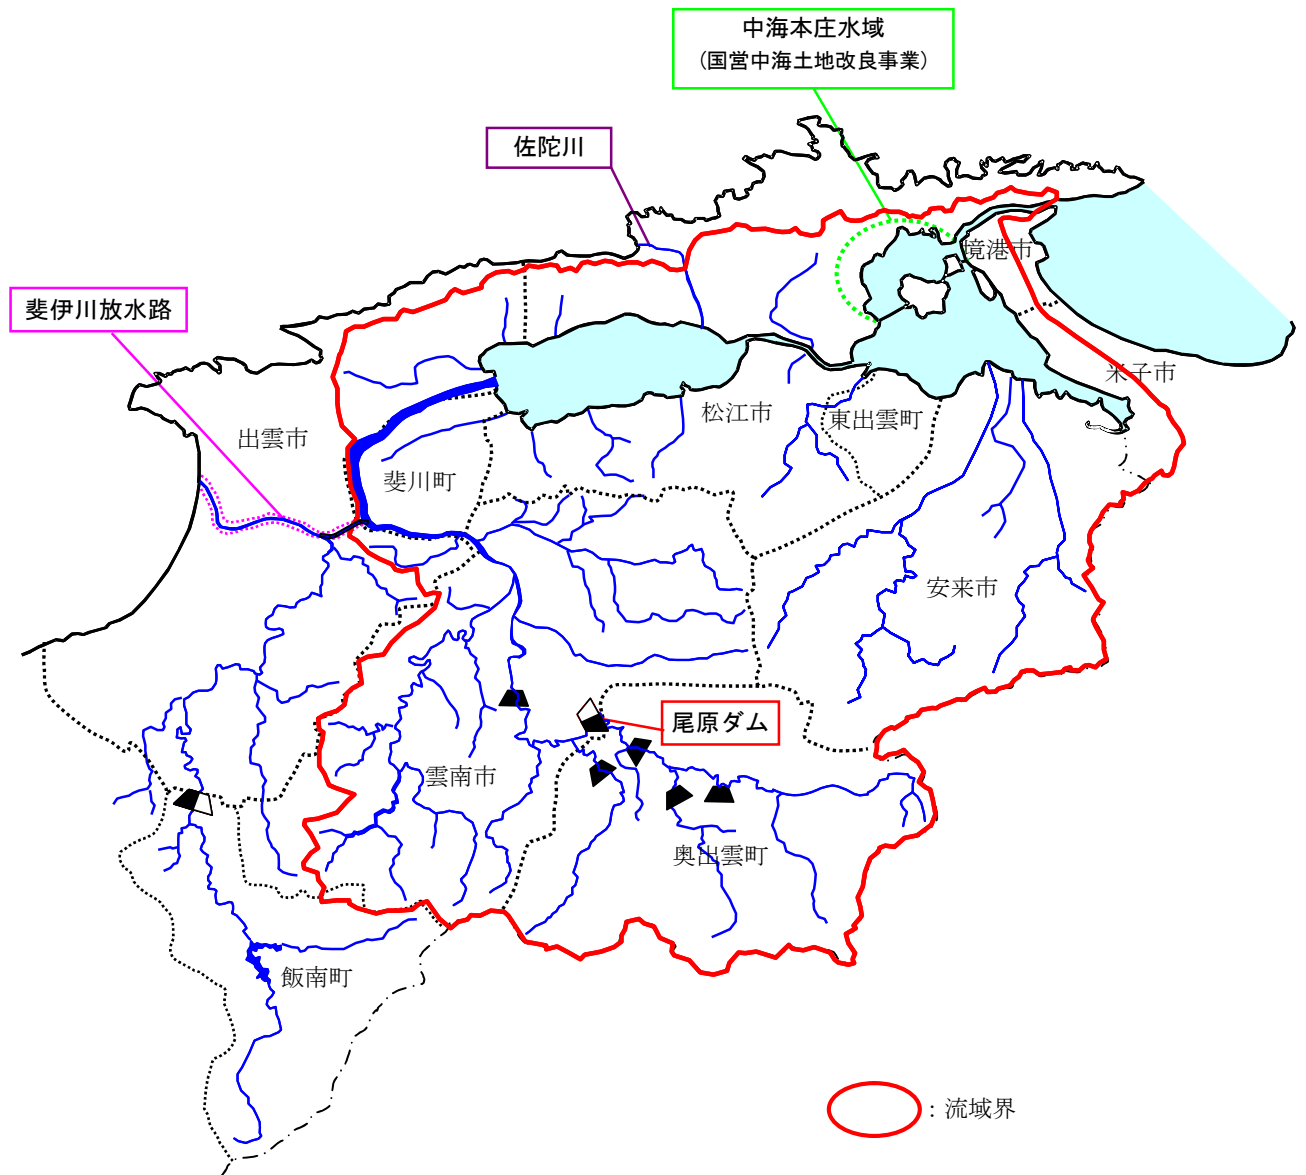 中海本庄水域
（国営中海土地改良事業）
佐陀川
境港市
斐伊川放水路
米子市
松江市
東出雲町
出雲市
斐川町
安来市
尾原ダム
雲南市
奥出雲町
飯南町
：流域界